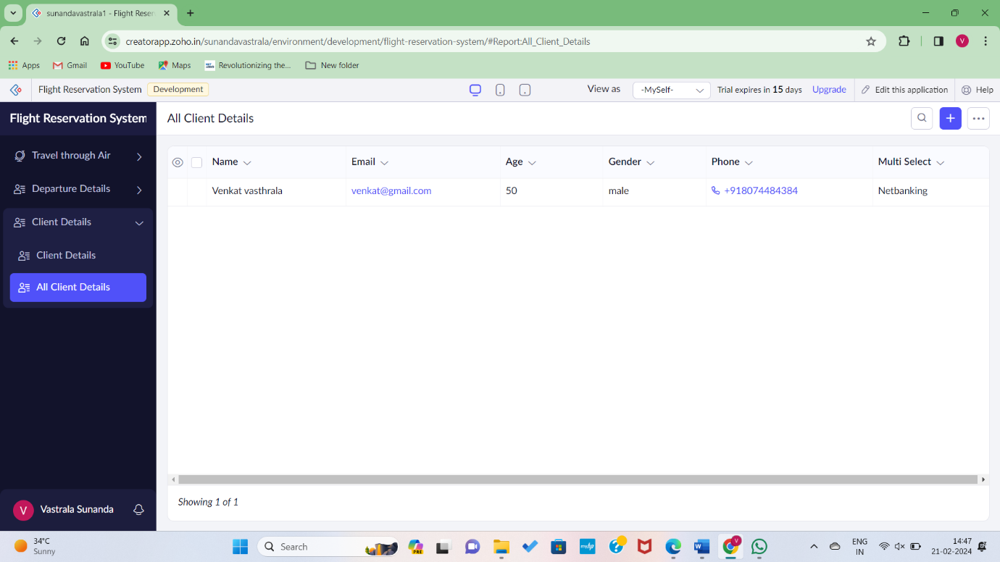 sunandavastrala1 - Flight Reser
creatorapp.zoho.in/sunandavastrala/environment/development/flight-reservation-system/#Report:All_Client_Details
V
Apps Gmail YouTube Maps Revolutionizing the... New folder
Flight Reservation System Development View as -MySelf- Trial expires in 15 days Upgrade Edit this application Help
Flight Reservation System
All Client Details
Travel through Air
Departure Details
Client Details
Client Details
All Client Details
Name Email Age Gender Phone Multi Select
Venkat vasthrala venkat@gmail.com 50 male +918074484384 Netbanking
Showing 1 of 1
V Vastrala Sunanda
34°C
Sunny
Search
PRE
myhp
V
ENG
IN
14:47
21-02-2024